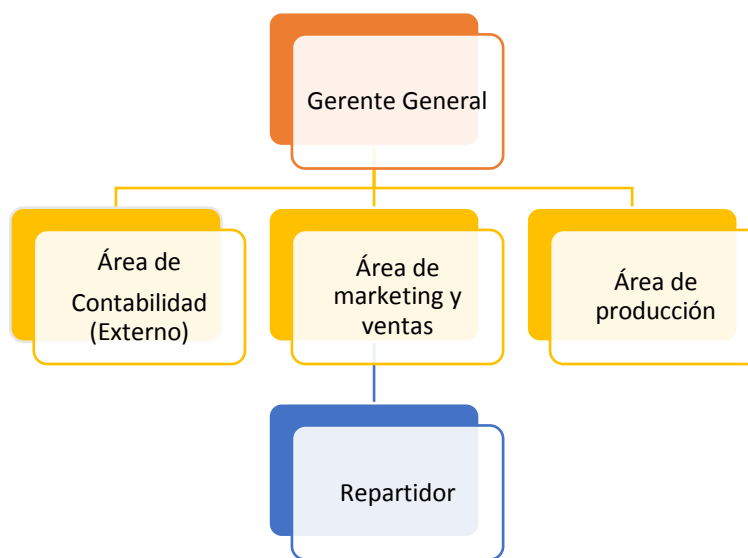 Gerente General
Área de
Contabilidad
(Externo)
Área de
marketing y
ventas
Área de
producción
Repartidor